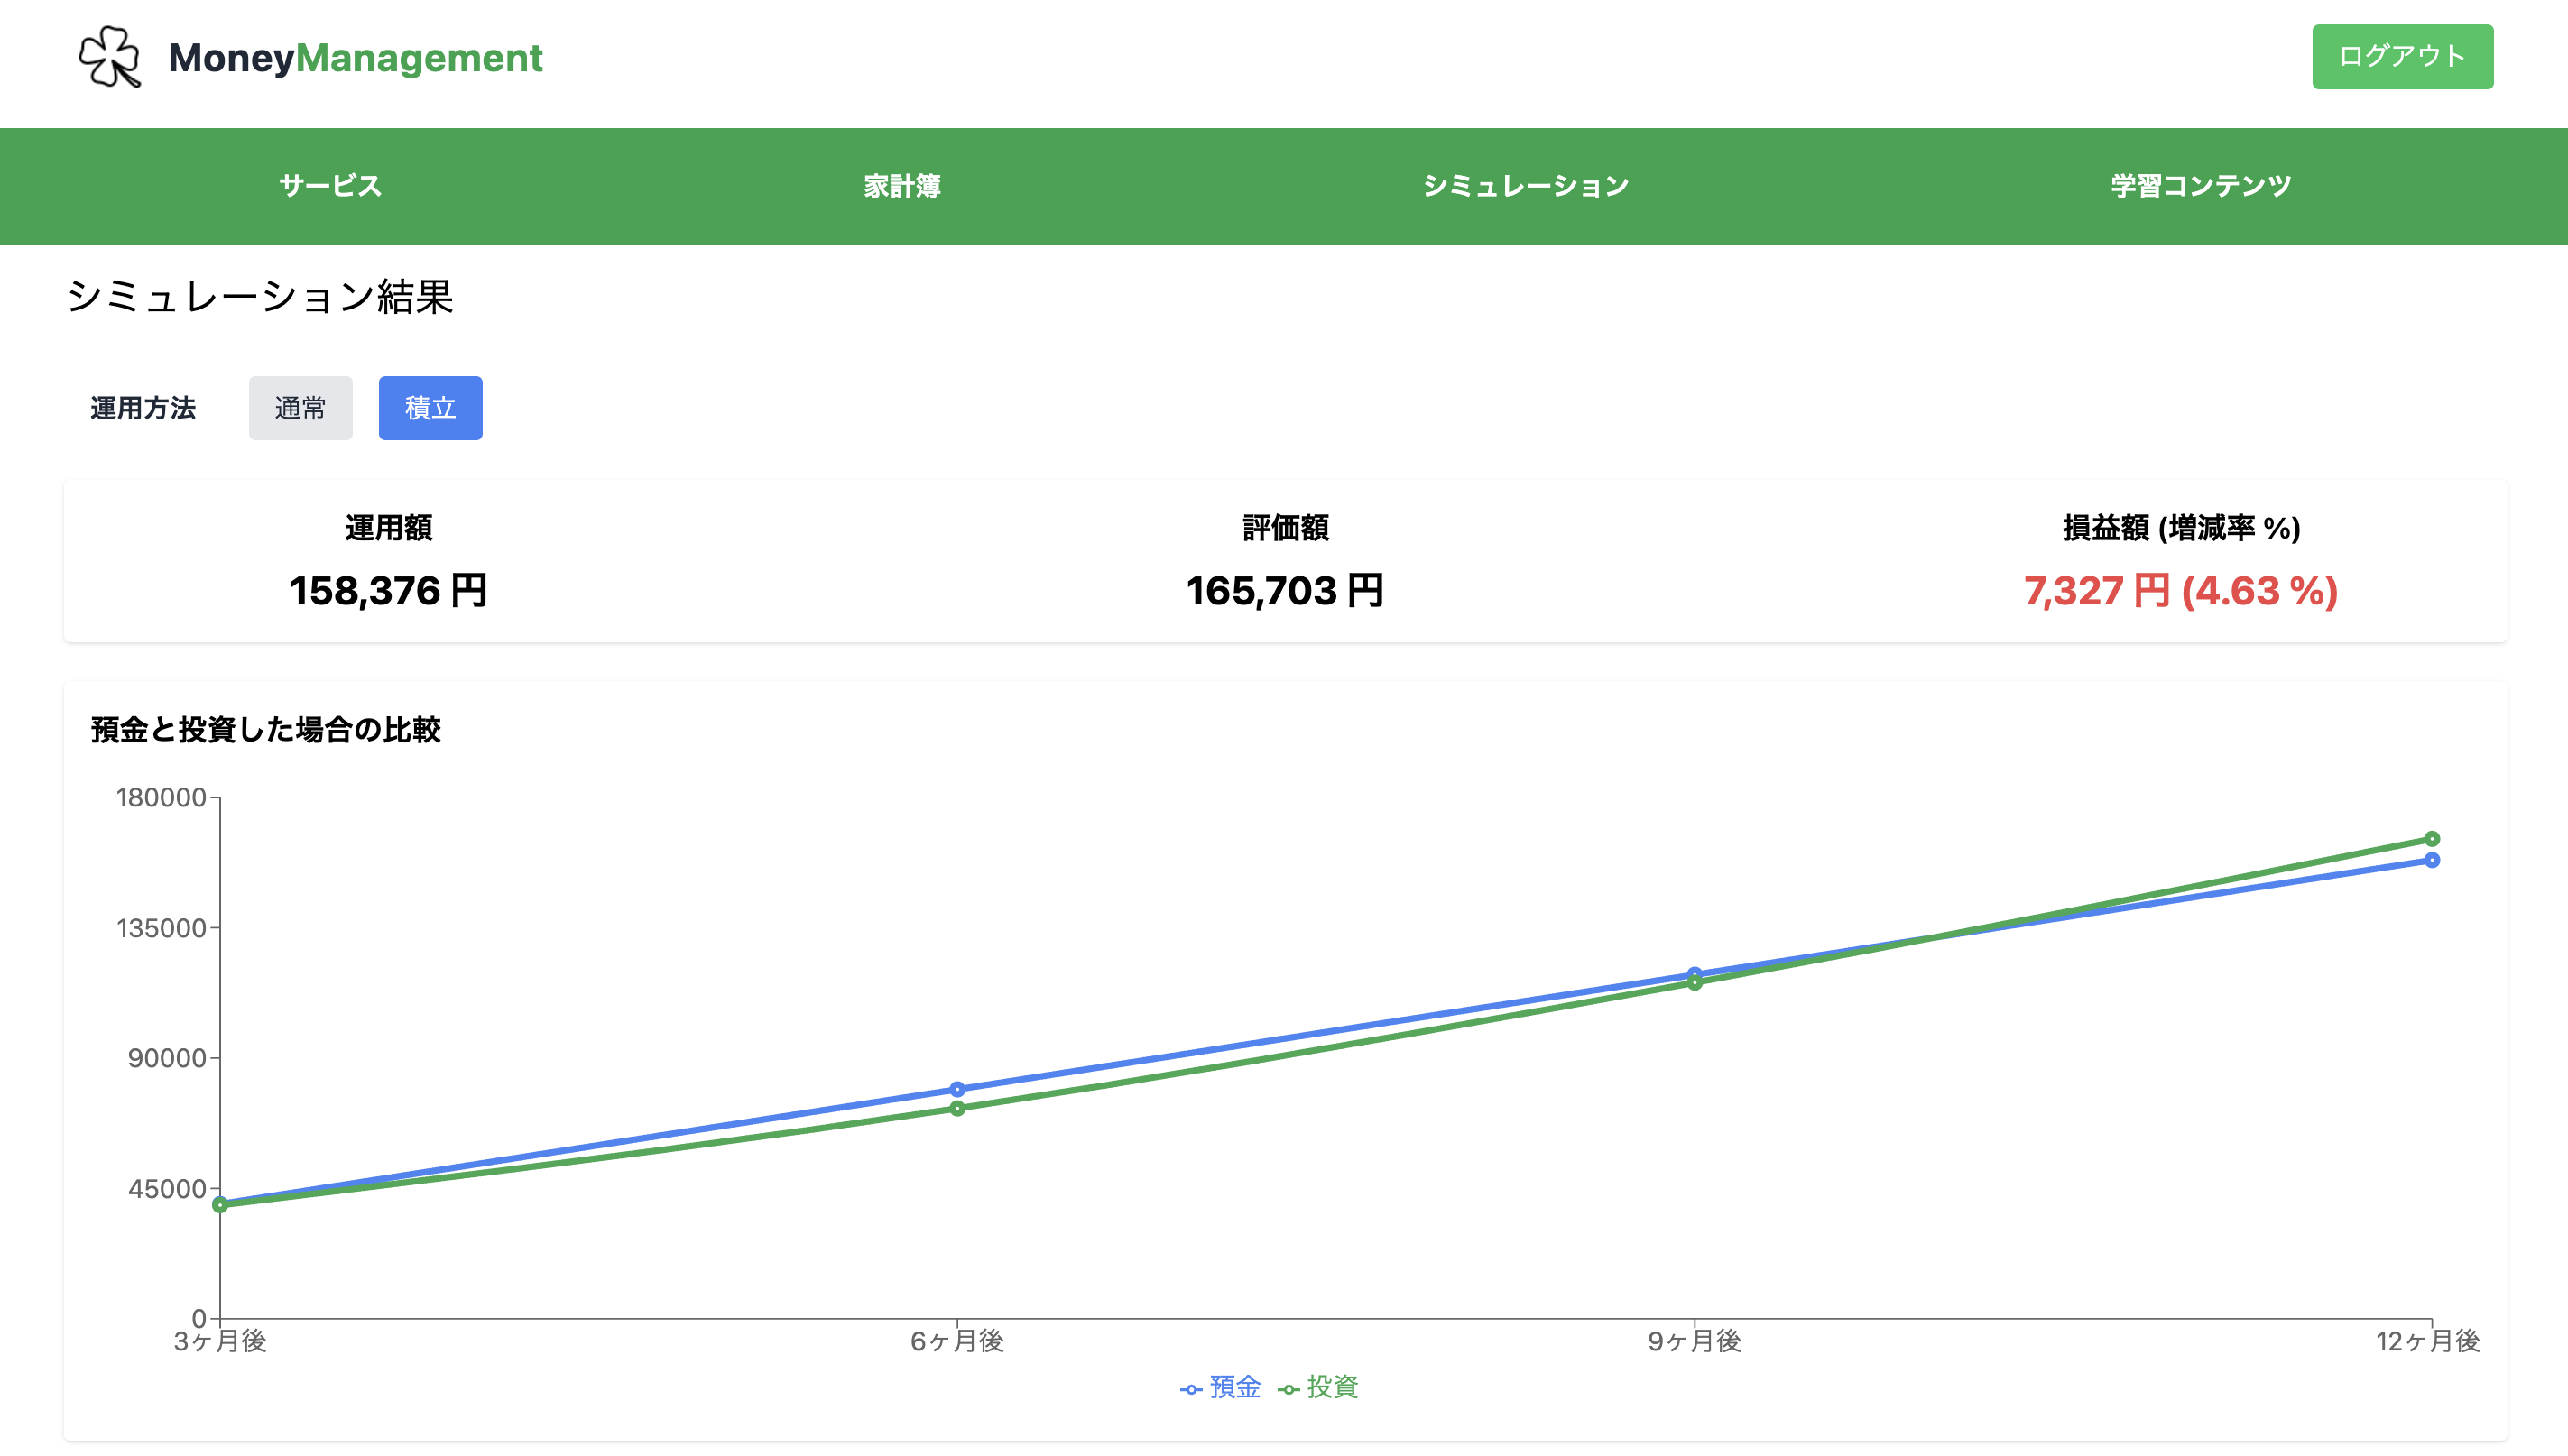 MoneyManagement
ログアウト
サービス
家計簿
シミュレーション
学習コンテンツ
シミュレーション結果
運用方法
通常
積立
運用額
評価額
損益額 (増減率 %)
158,376 円
165,703 円
7,327 円 (4.63 %)
預金と投資した場合の比較
180000
135000
90000
45000
0
3ヶ月後
6ヶ月後
9ヶ月後
12ヶ月後
預金
投資